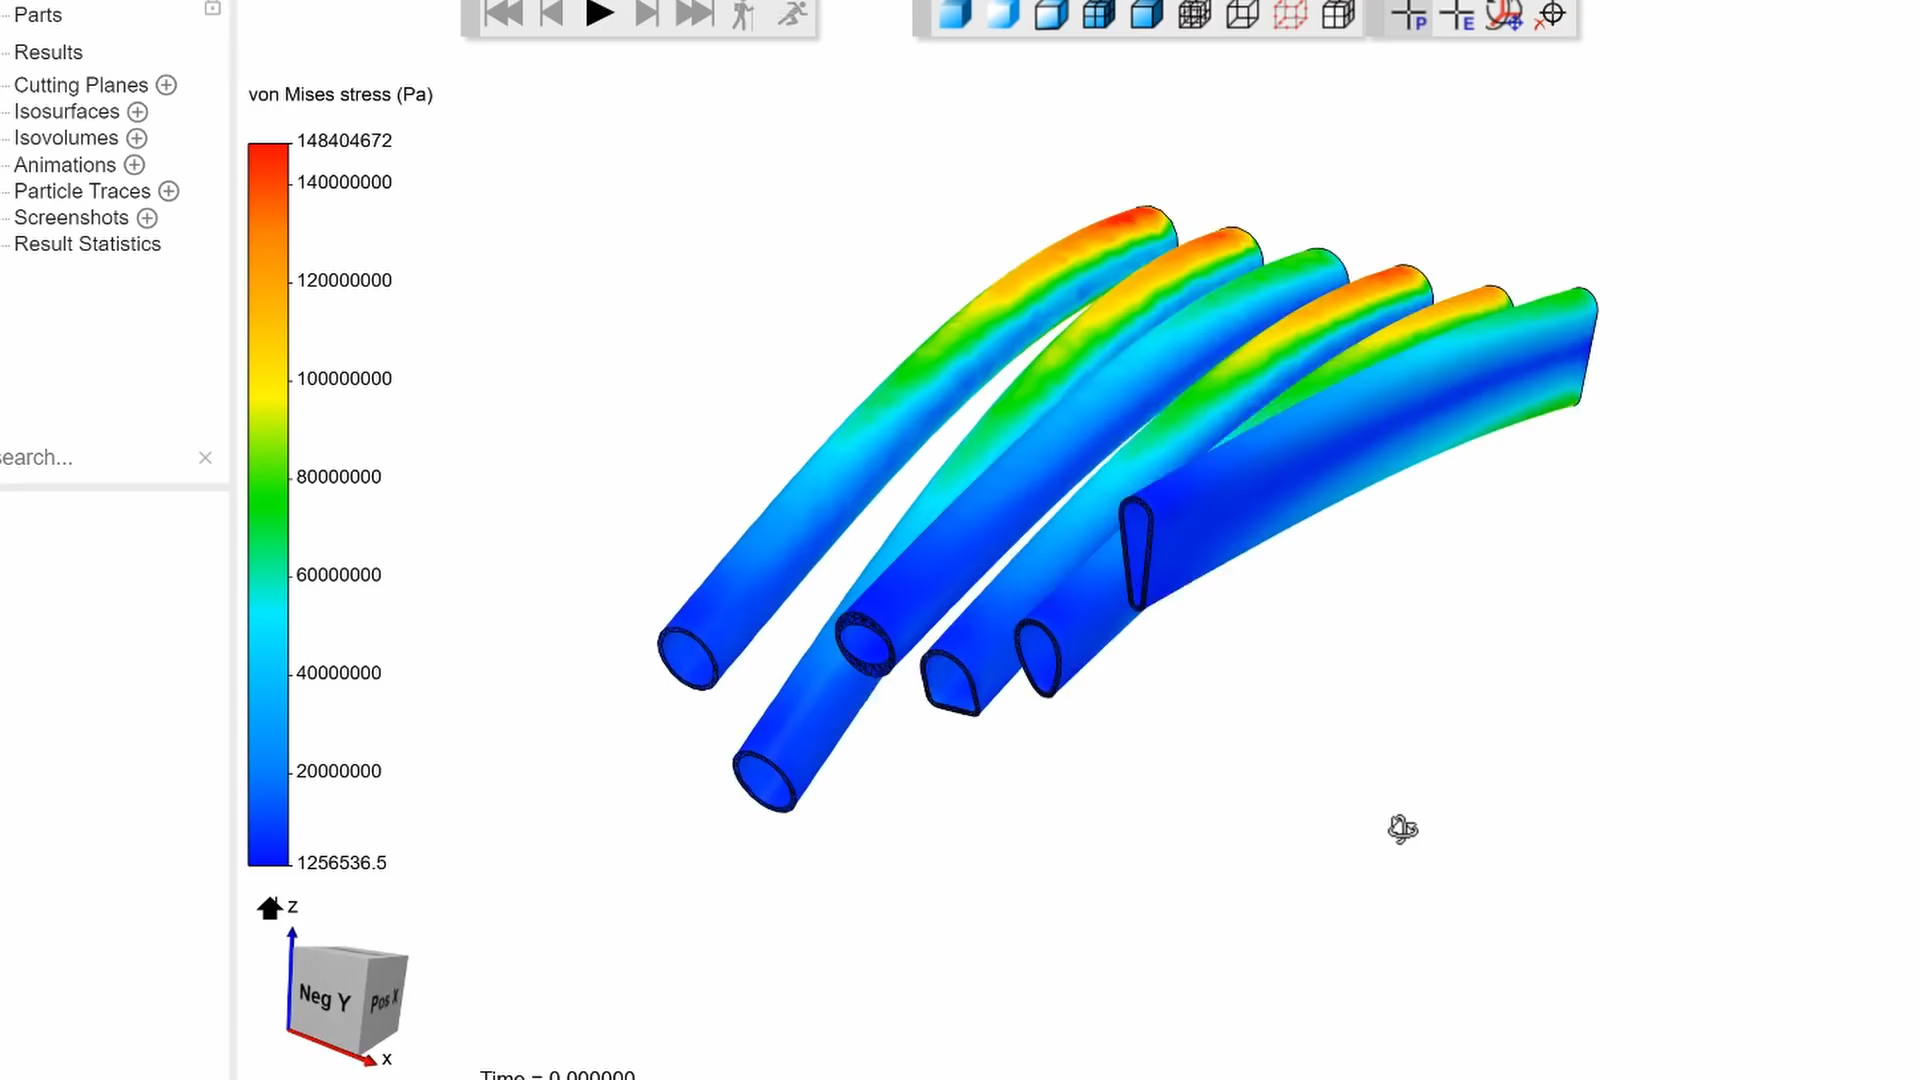 Parts
Results
Cutting Planes
Isosurfaces
Isovolumes
Animations
Particle Traces
Screenshots
Result Statistics
earch...
P
E
x
von Mises stress (Pa)
148404672
140000000
120000000
100000000
80000000
60000000
40000000
20000000
1256536.5
z
Neg Y
Pos X
x
Time = 0.000000